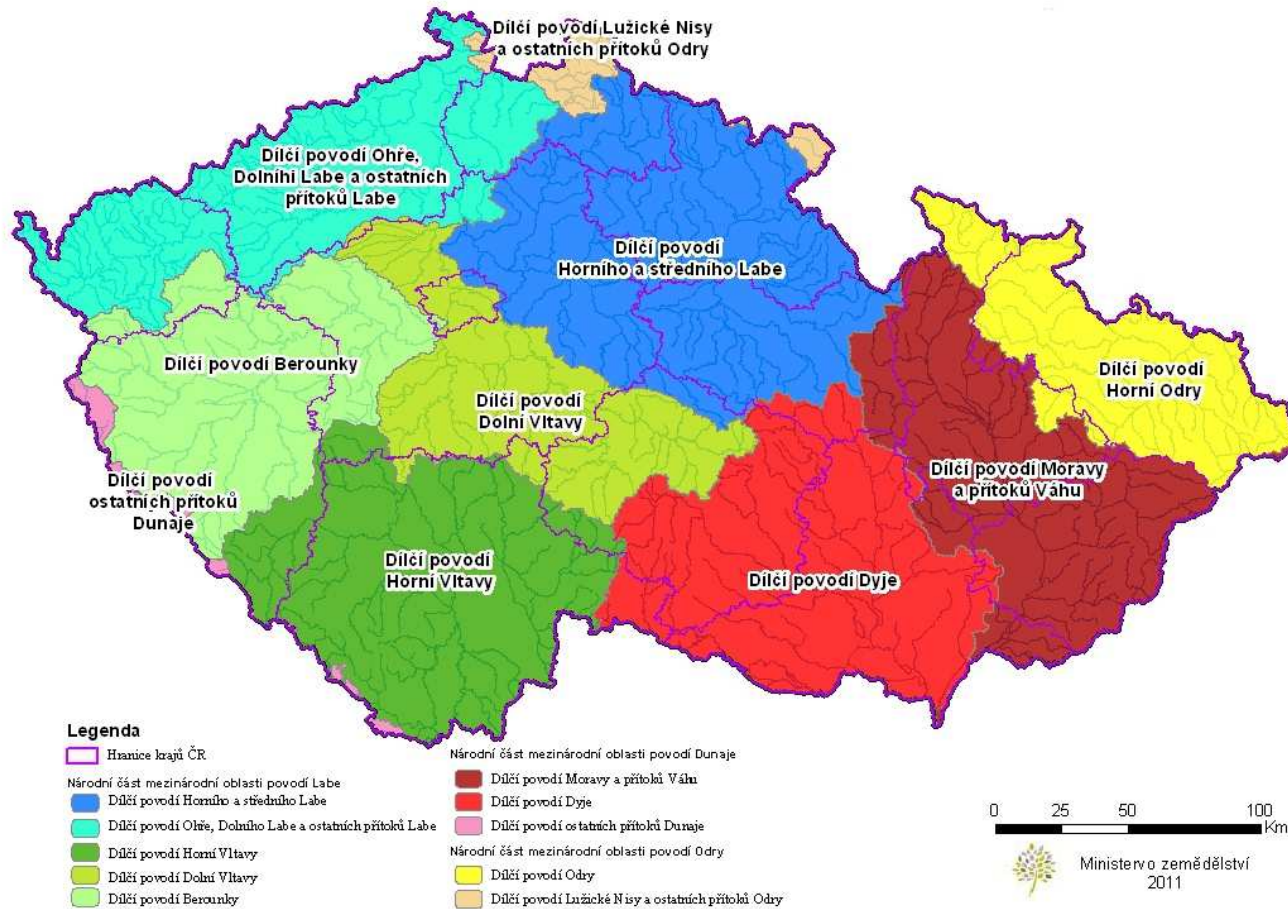 Dílčí povodí Lužické Nisy
a ostatních přítoků Odry
Dílčí povodí Ohře,
Dolníhi Labe a ostatních
přítoků Labe
Dílčí povodí
Horního a středního Labe
Dílčí povodí Berounky
Dílčí povodí
Dolní Vltavy
Dílčí povodí
Horní Odry
Dílčí povodí
ostatních přítoků
Dunaje
Dílčí povodí Moravy
a přítoků Váhu
Dílčí povodí
Horní Vltavy
Dílčí povodí Dyje
Legenda
Hranice krajů ČR
Národní část mezinárodní oblasti povodí Labe
Dílčí povodí Horního a středního Labe
Dílčí povodí Ohře, Dolního Labe a ostatních přítoků Labe
Dílčí povodí Horní Vltavy
Dílčí povodí Dolní Vltavy
Dílčí povodí Berounky
Národní část mezinárodní oblasti povodí Dunaje
Dílčí povodí Moravy a přítoků Váhu
Dílčí povodí Dyje
Dílčí povodí ostatních přítoků Dunaje
Národní část mezinárodní oblasti povodí Odry
Dílčí povodí Odry
Dílčí povodí Lužické Nisy a ostatních přítoků Odry
0 25 50 100
Km
Ministervo zemědělství
2011